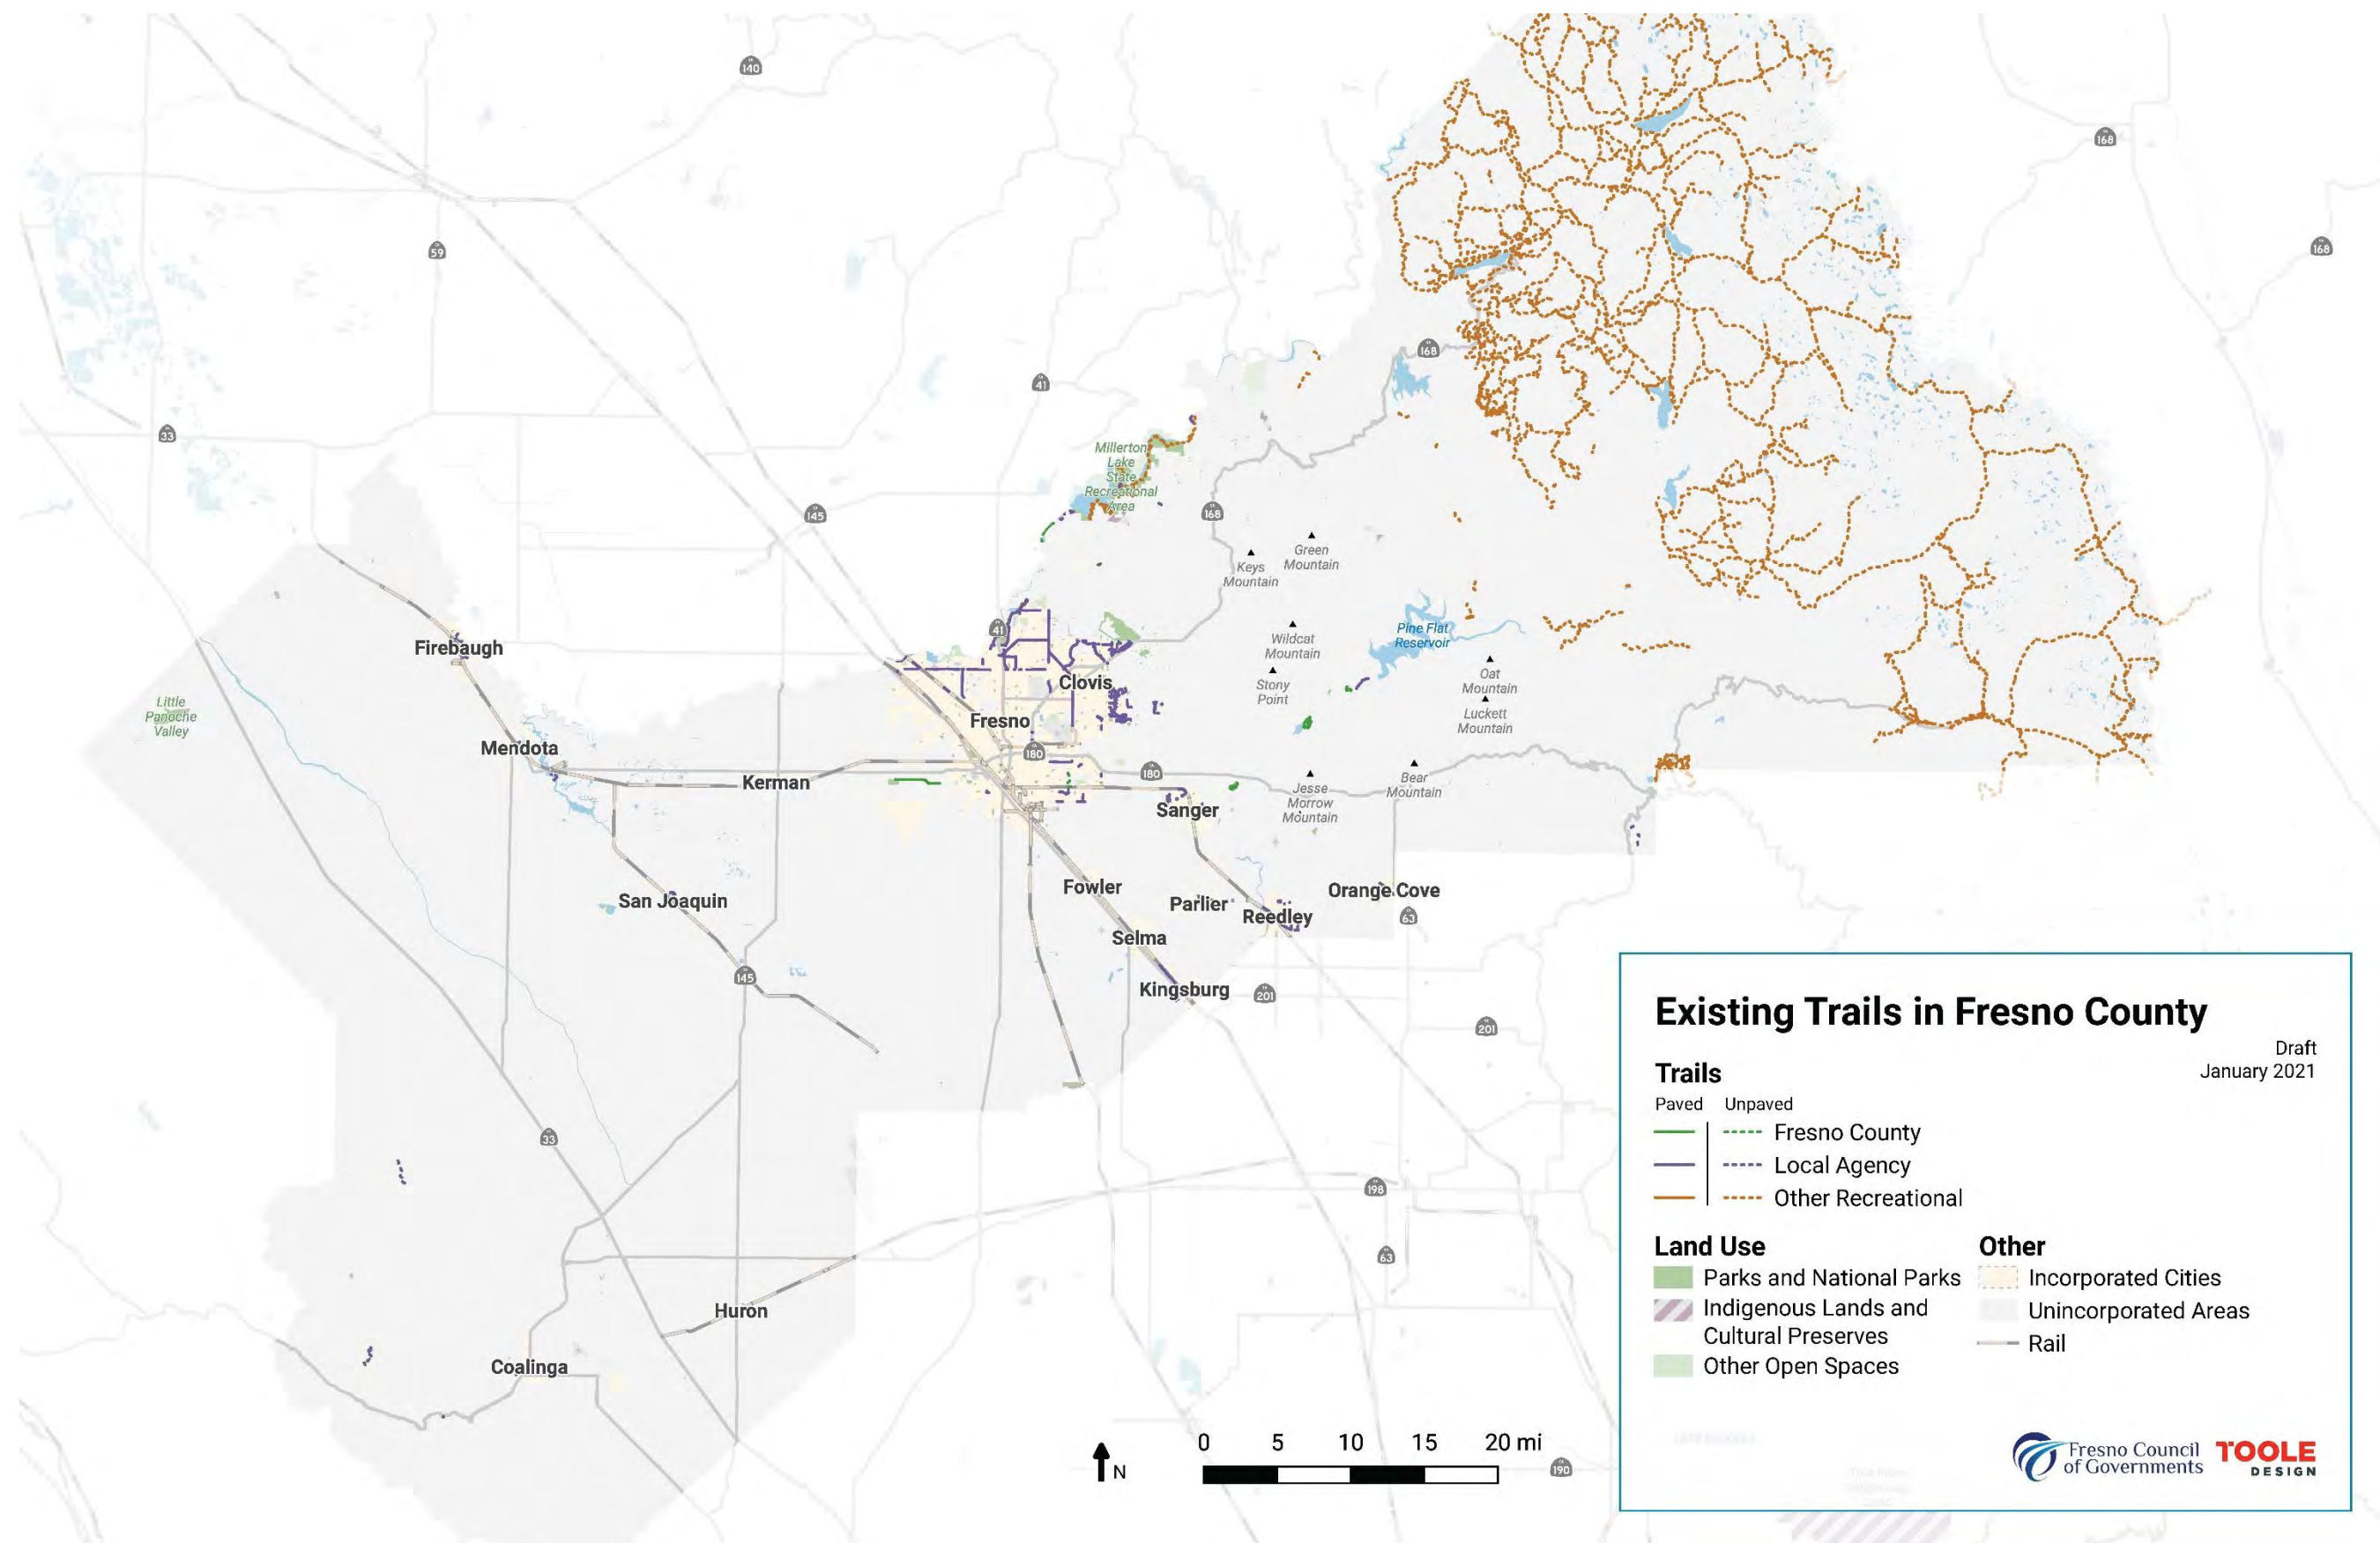 140
168
59
168
168
41
33
Millerton
Lake
State
Recreational
Area
145
168
Green
Mountain
Keys
Mountain
41
Wildcat
Mountain
Pine Flat
Reservoir
Firebaugh
Clovis
Stony
Point
Oat
Mountain
Little
Panoche
Valley
Fresno
Luckett
Mountain
Mendota
180
180
Kerman
Jesse
Morrow
Mountain
Bear
Mountain
Sanger
Fowler
Orange Cove
San Joaquin
Parlier
Reedley
63
Selma
145
Kingsburg
201
201
33
198
63
Huron
Coalinga
Existing Trails in Fresno County
Draft
January 2021
Trails
Paved Unpaved
Fresno County
Local Agency
Other Recreational
Land Use
Parks and National Parks
Indigenous Lands and
Cultural Preserves
Other Open Spaces
Other
Incorporated Cities
Unincorporated Areas
Rail
N
0 5 10 15 20 mi
190
Fresno Council
of Governments
TOOLE
DESIGN